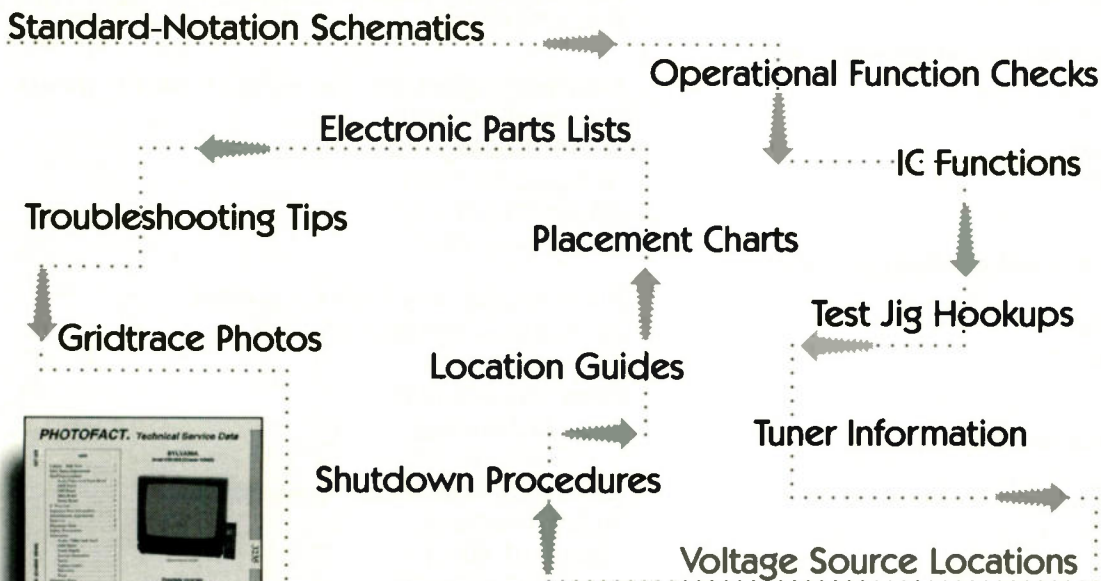 Standard-Notation Schematics
Operational Function Checks
IC Functions
Test Jig Hookups
Tuner Information
Voltage Source Locations
Shutdown Procedures
Location Guides
Placement Charts
Electronic Parts Lists
Troubleshooting Tips
Gridtrace Photos
PHOTOFACT. Technical Service Data
SYLVANIA